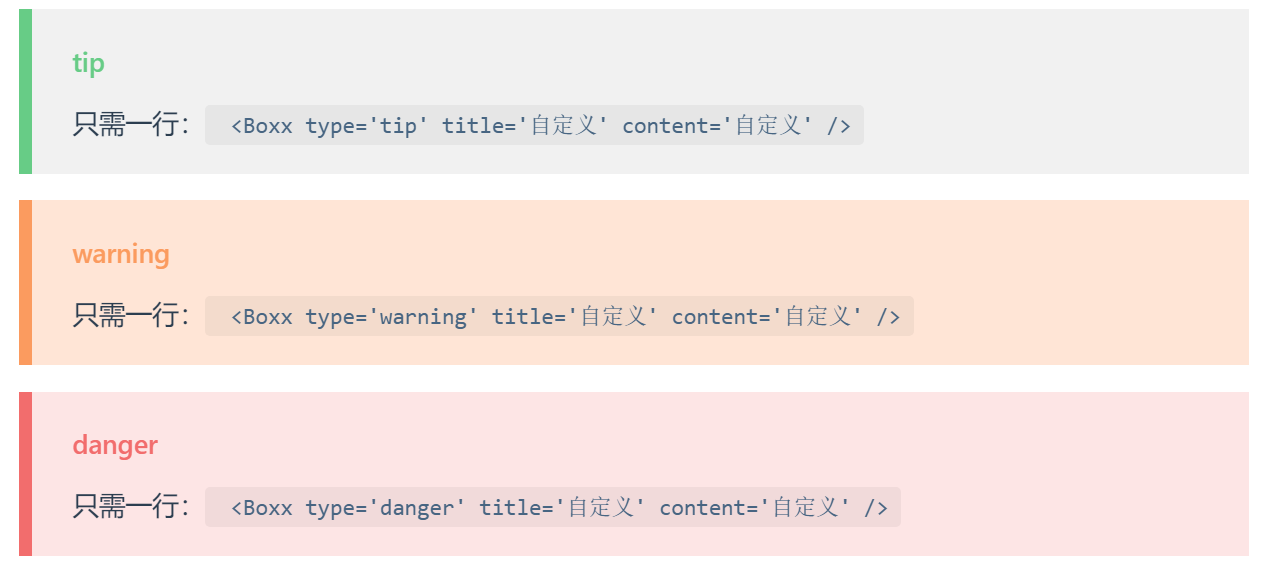 tip
只需一行： <Boxx type='tip' title='自定义' content='自定义' />
warning
只需一行： <Boxx type='warning' title='自定义' content='自定义' />
danger
只需一行： <Boxx type='danger' title='自定义' content='自定义' />